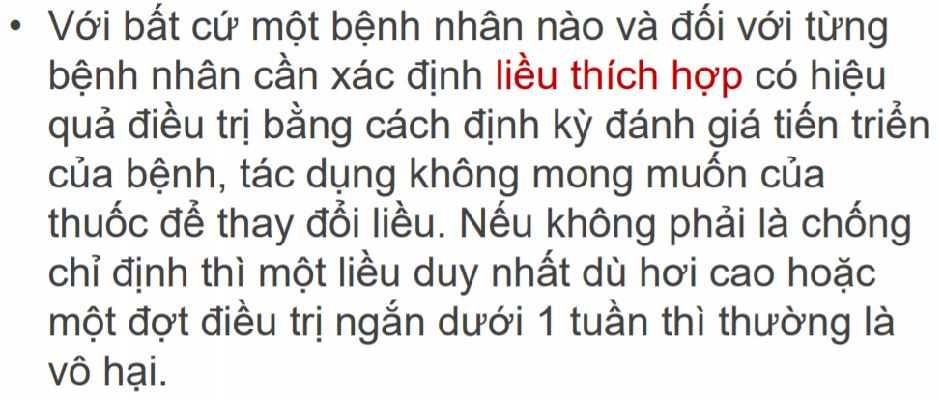 • Với bất cứ một bệnh nhân nào và đối với từng
bệnh nhân cần xác định liều thích hợp có hiệu
quả điều trị bằng cách định kỳ đánh giá tiến triển
của bệnh, tác dụng không mong muốn của
thuốc để thay đổi liều. Nếu không phải là chống
chỉ định thì một liều duy nhất dù hơi cao hoặc
một đợt điều trị ngắn dưới 1 tuần thì thường là
vô hại.